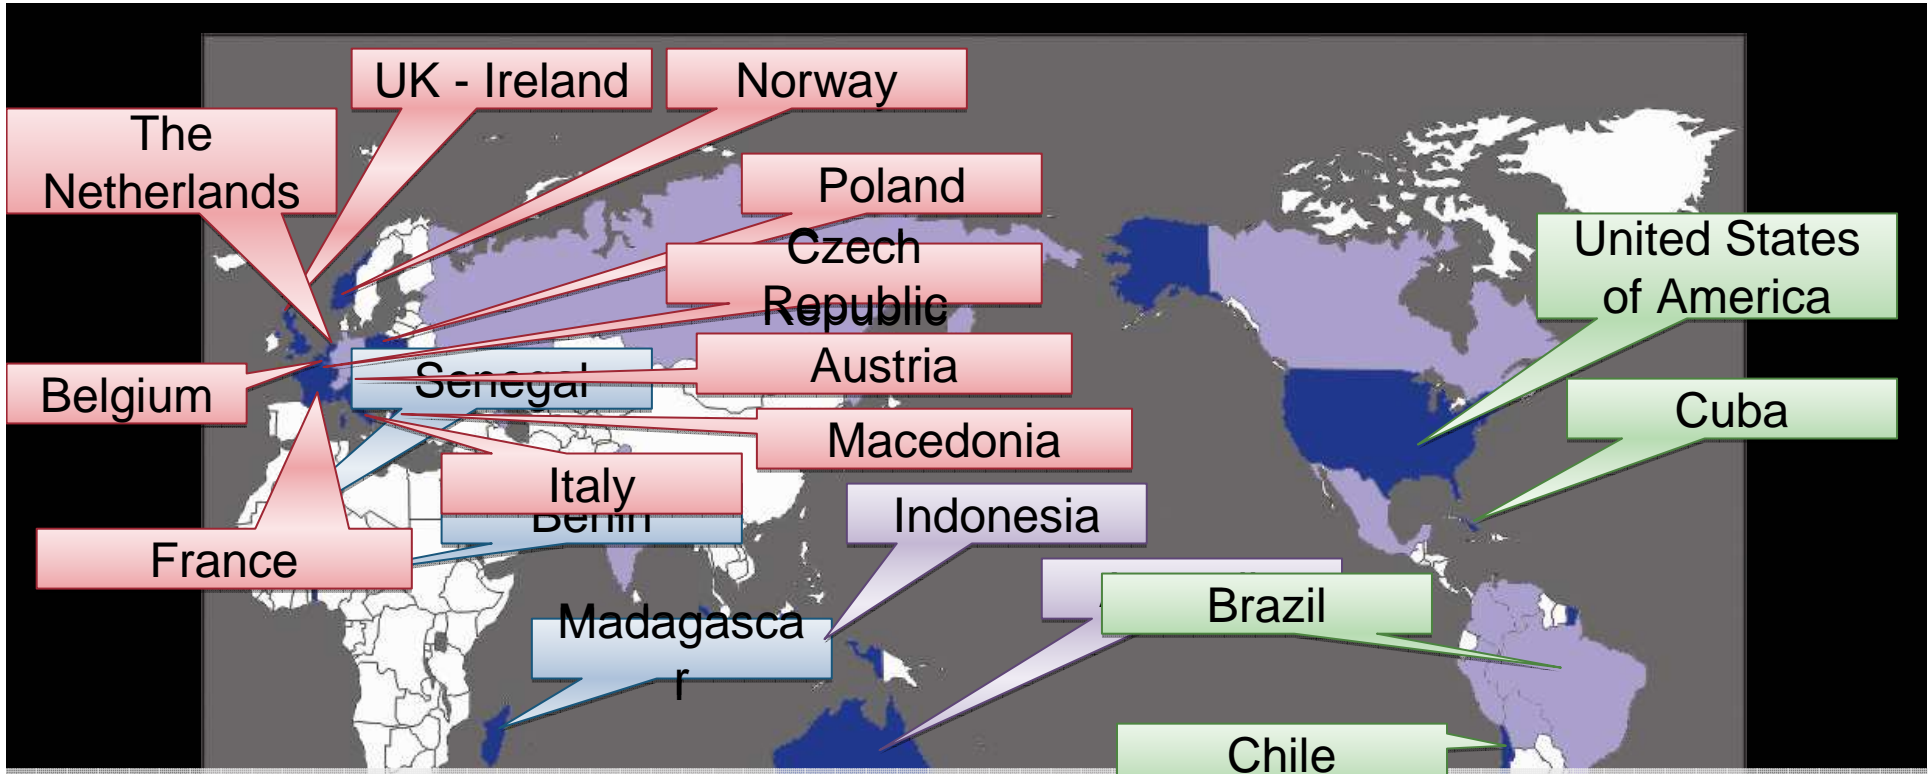 UK - Ireland
Norway
The
Netherlands
Poland
Czech
Republic
United States
of America
Senegal
Austria
Belgium
Cuba
Macedonia
Italy
Benin
Indonesia
France
Brazil
Madagasca
r
Chile